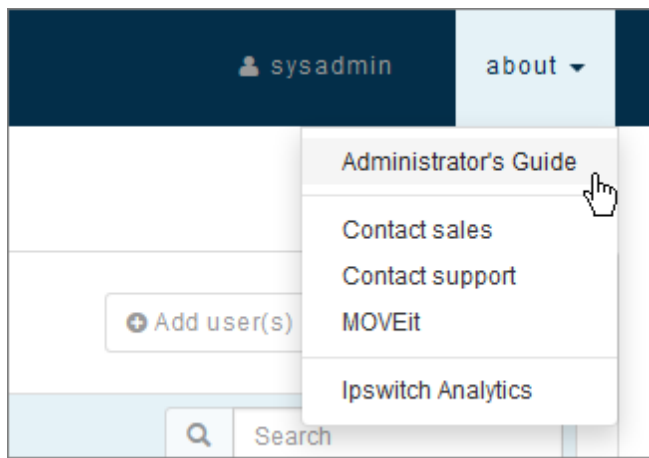 sysadmin
about
Administrator's Guide
Contact sales
Contact support
MOVEit
Add user(s)
Ipswitch Analytics
Search